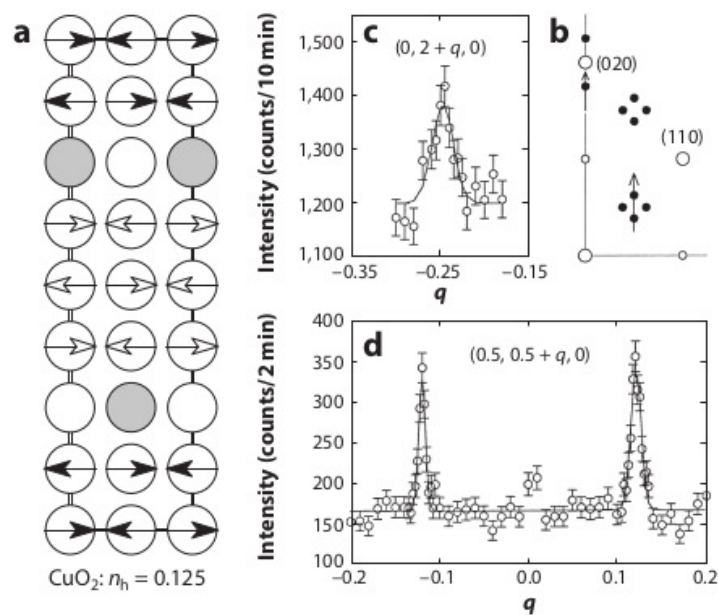 a
CuO₂: nₕ = 0.125
c
(0, 2 + q, 0)
Intensity (counts/10 min)
1,500
1,400
1,300
1,200
1,100
−0.35
−0.25
−0.15
q
b
(020)
(110)
d
(0.5, 0.5 + q, 0)
Intensity (counts/2 min)
400
350
300
250
200
150
100
−0.2
−0.1
0.0
0.1
0.2
q